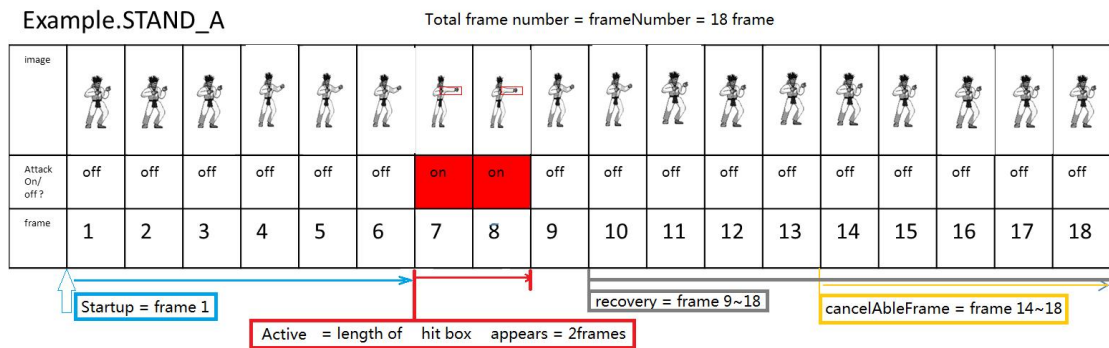 Example.STAND_A
Total frame number = frameNumber = 18 frame
image
Attack On/ off ? off off off off off off on on off off off off off off off off off off
frame 1 2 3 4 5 6 7 8 9 10 11 12 13 14 15 16 17 18
Startup = frame 1
recovery = frame 9~18
cancelAbleFrame = frame 14~18
Active = length of hit box appears = 2frames